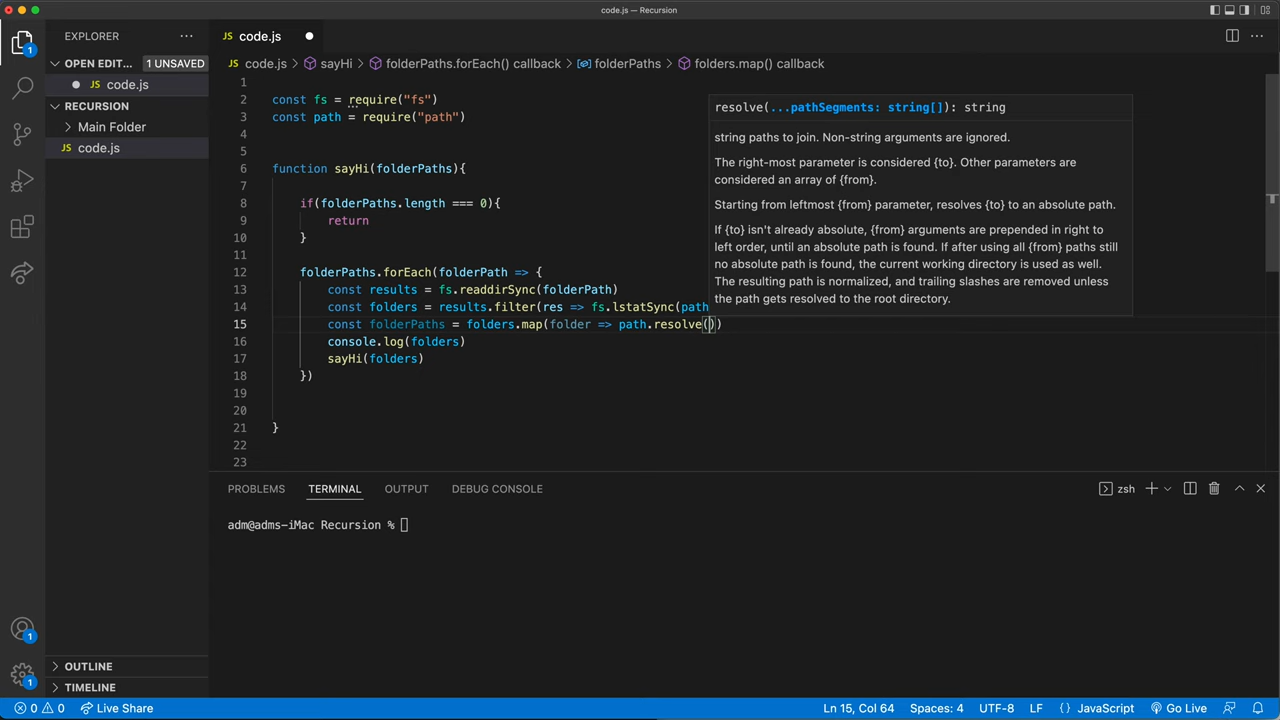 code.js — Recursion
EXPLORER
OPEN EDIT...
1 UNSAVED
code.js
RECURSION
Main Folder
code.js
OUTLINE
TIMELINE
1
1
1
code.js
code.js > sayHi > folderPaths.forEach() callback > folderPaths > folders.map() callback
1
2 const fs = require("fs")
3 const path = require("path")
4
5
6 function sayHi(folderPaths){
7
8 if(folderPaths.length === 0){
9 return
10 }
11
12 folderPaths.forEach(folderPath => {
13 const results = fs.readdirSync(folderPath)
14 const folders = results.filter(res => fs.lstatSync(path
15 const folderPaths = folders.map(folder => path.resolve())
16 console.log(folders)
17 sayHi(folders)
18 })
19
20
21 }
22
23
resolve(...pathSegments: string[]): string
string paths to join. Non-string arguments are ignored.
The right-most parameter is considered {to}. Other parameters are
considered an array of {from}.
Starting from leftmost {from} parameter, resolves {to} to an absolute path.
If {to} isn't already absolute, {from} arguments are prepended in right to
left order, until an absolute path is found. If after using all {from} paths still
no absolute path is found, the current working directory is used as well.
The resulting path is normalized, and trailing slashes are removed unless
the path gets resolved to the root directory.
PROBLEMS TERMINAL OUTPUT DEBUG CONSOLE
zsh
adm@adms-iMac Recursion %
0 0 Live Share
Ln 15, Col 64 Spaces: 4 UTF-8 LF {} JavaScript Go Live